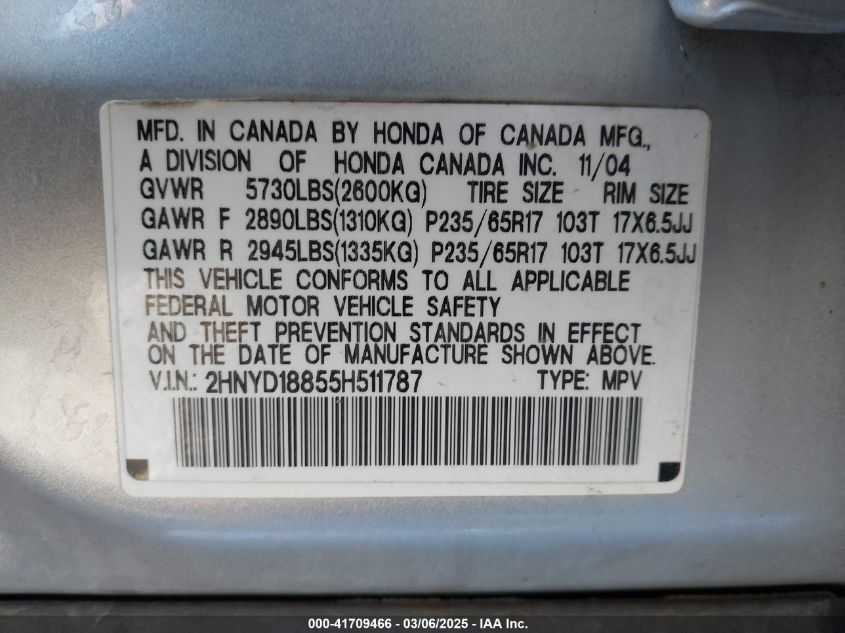 MFD. IN CANADA BY HONDA OF CANADA MFG.,
A DIVISION OF HONDA CANADA INC. 11/04
GVWR 5730LBS(2600KG) TIRE SIZE RIM SIZE
GAWR F 2890LBS(1310KG) P235/65R17 103T 17X6.5JJ
GAWR R 2945LBS(1335KG) P235/65R17 103T 17X6.5JJ
THIS VEHICLE CONFORMS TO ALL APPLICABLE
FEDERAL MOTOR VEHICLE SAFETY
AND THEFT PREVENTION STANDARDS IN EFFECT
ON THE DATE OF MANUFACTURE SHOWN ABOVE.
V.I.N.: 2HNYD18855H511787 TYPE: MPV
000-41709466 - 03/06/2025 - IAA Inc.